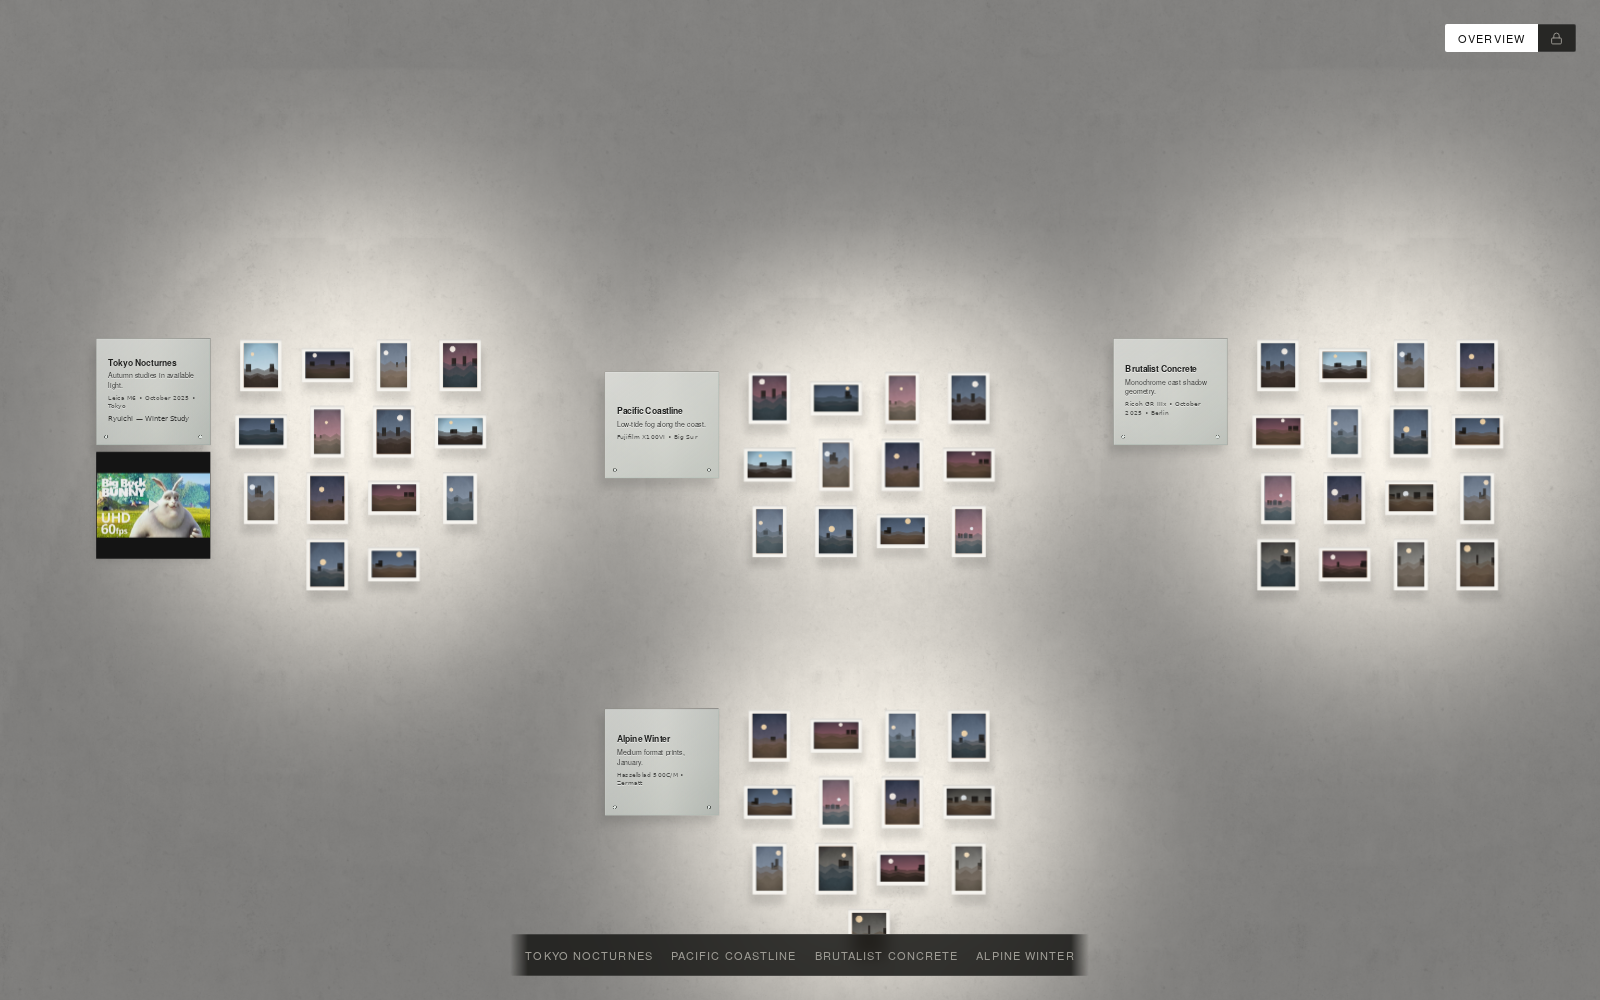 OVERVIEW
Tokyo Nocturnes
Autumn studies in available
light.
Leica M6 • October 2025 •
Tokyo
Ryuichi — Winter Study
Big Buck
BUNNY
UHD
60fps
Pacific Coastline
Low-tide fog along the coast.
Fujifilm X100VI • Big Sur
Brutalist Concrete
Monochrome cast shadow
geometry.
Ricoh GR IIIx • October
2025 • Berlin
Alpine Winter
Medium format prints,
January.
Hasselblad 500C/M •
Zermatt
TOKYO NOCTURNES PACIFIC COASTLINE BRUTALIST CONCRETE ALPINE WINTER